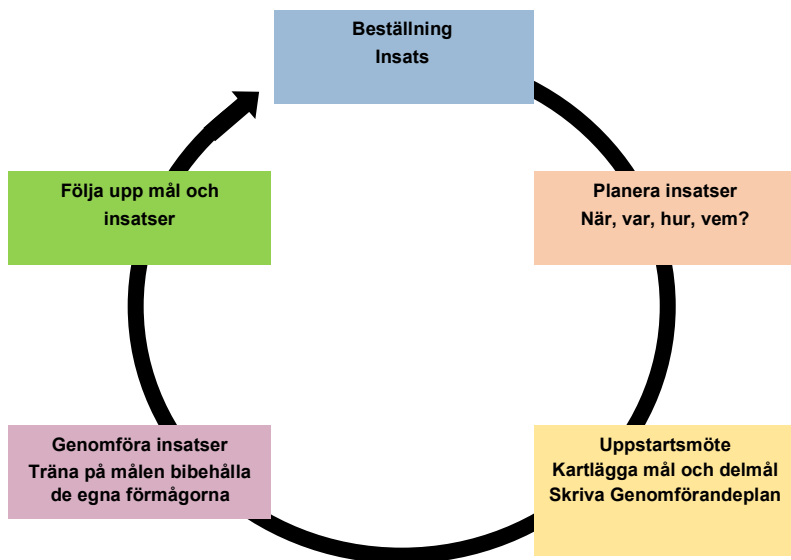 Beställning
Insats
Planera insatser
När, var, hur, vem?
Uppstartsmöte
Kartlägga mål och delmål
Skriva Genomförandeplan
Genomföra insatser
Träna på målen bibehålla
de egna förmågorna
Följa upp mål och
insatser